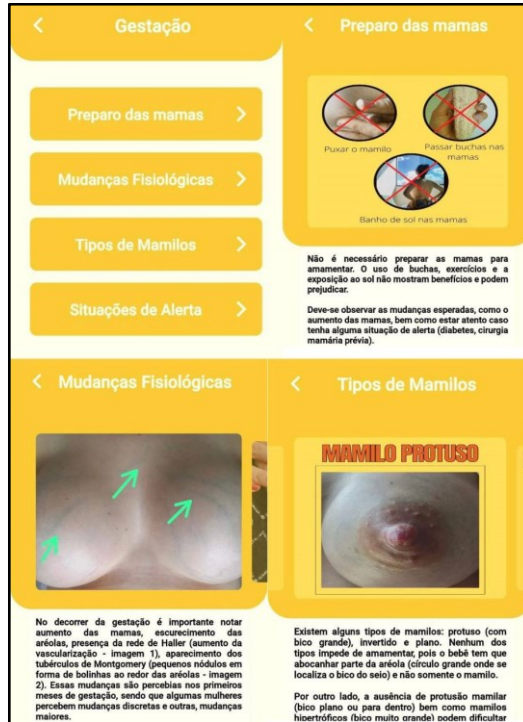 Gestação
Preparo das mamas
Mudanças Fisiológicas
Tipos de Mamilos
Situações de Alerta
Preparo das mamas
Puxar o mamilo
Passar buchas nas
mamas
Banho de sol nas mamas
Não é necessário preparar as mamas para
amamentar. O uso de buchas, exercícios e a
exposição ao sol não mostram benefícios e podem
prejudicar.
Deve-se observar as mudanças esperadas, como o
aumento das mamas, bem como estar atento caso
tenha alguma situação de alerta (diabetes, cirurgia
mamária prévia).
Mudanças Fisiológicas
No decorrer da gestação é importante notar
aumento das mamas, escurecimento das
aréolas, presença da rede de Haller (aumento da
vascularização - imagem 1), aparecimento dos
tubérculos de Montgomery (pequenos nódulos em
forma de bolinhas ao redor das aréolas - imagem
2). Essas mudanças são percebias nos primeiros
meses de gestação, sendo que algumas mulheres
percebem mudanças discretas e outras, mudanças
maiores.
Tipos de Mamilos
MAMILO PROTUSO
Existem alguns tipos de mamilos: protuso (com
bico grande), invertido e plano. Nenhum dos
tipos impede de amamentar, pois o bebê tem que
abocanhar parte da aréola (círculo grande onde se
localiza o bico do seio) e não somente o mamilo.
Por outro lado, a ausência de protusão mamilar
(bico plano ou para dentro) bem como mamilos
hipertróficos (bico muito grande) podem dificultar